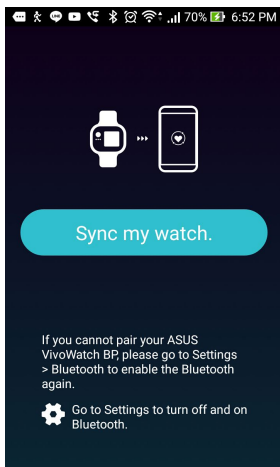 70% 6:52 PM
Sync my watch.
If you cannot pair your ASUS
VivoWatch BP, please go to Settings
> Bluetooth to enable the Bluetooth
again.
Go to Settings to turn off and on
Bluetooth.